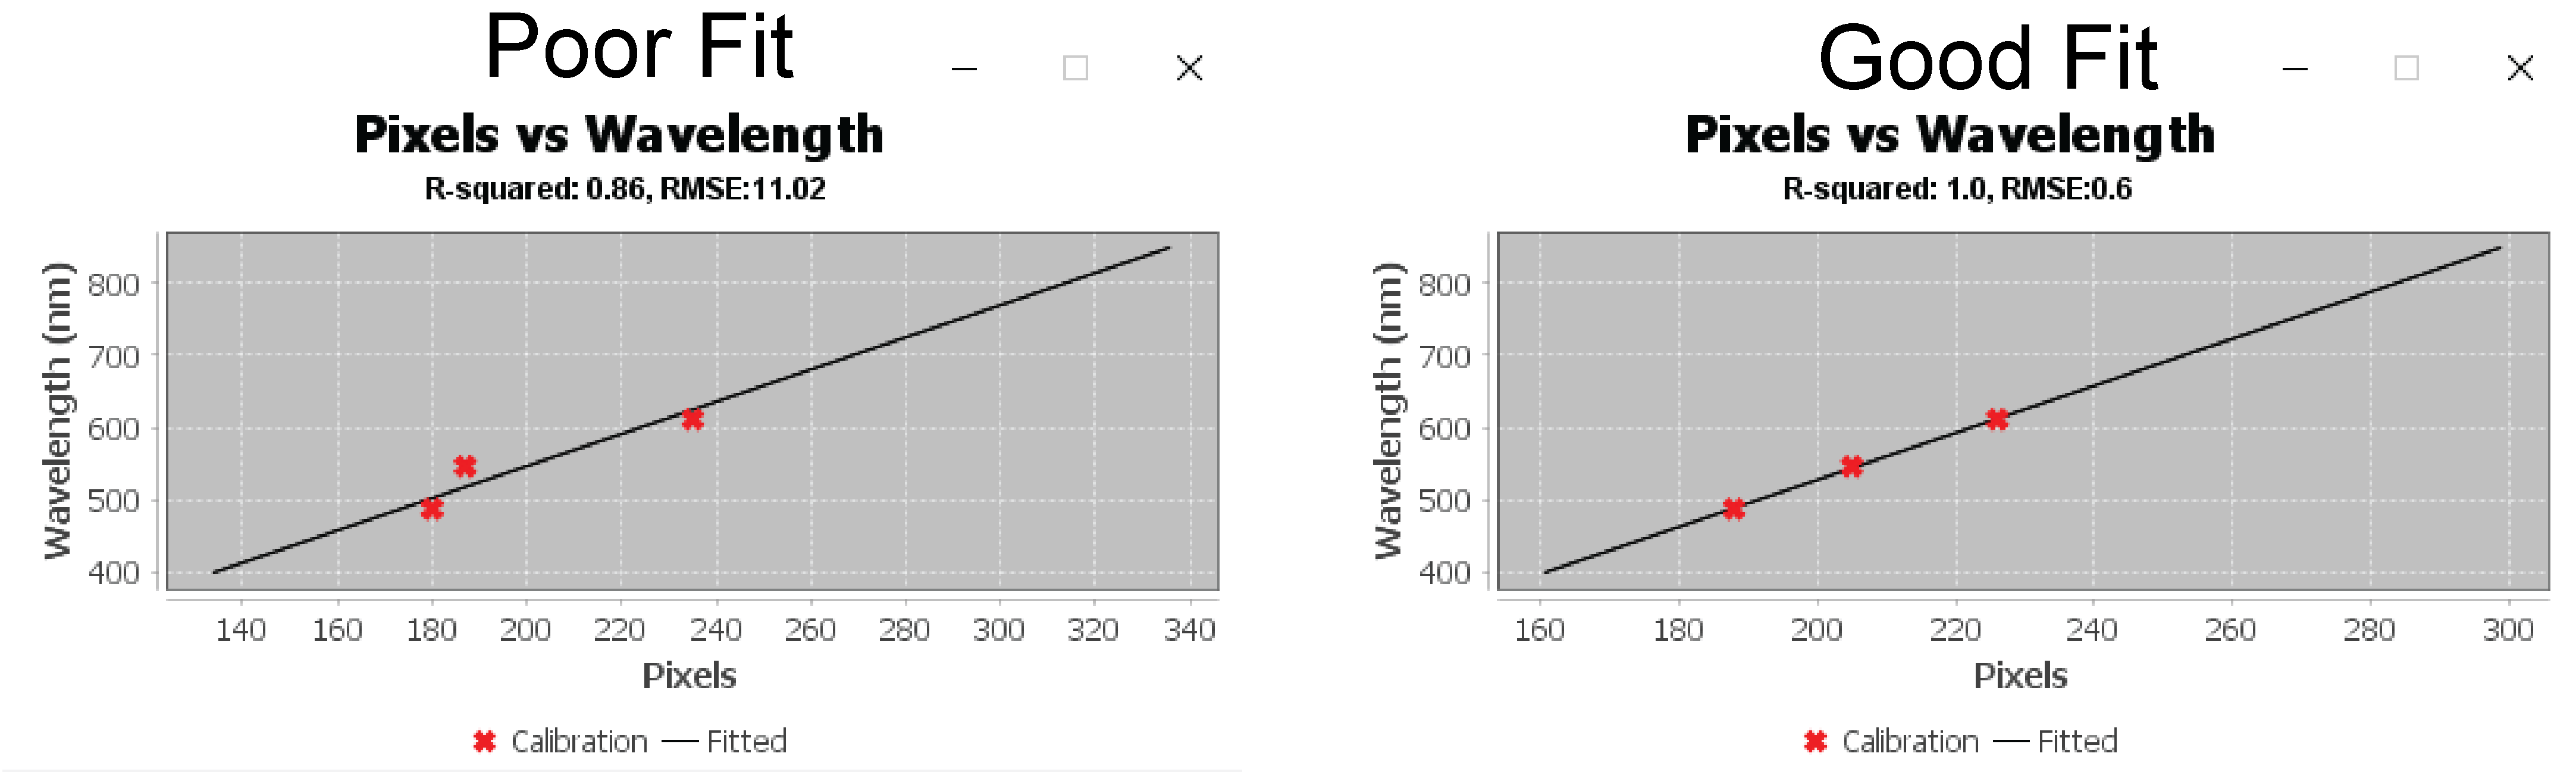 Poor Fit
Pixels vs Wavelength
R-squared: 0.86, RMSE:11.02
Wavelength (nm)
800
700
600
500
400
140 160 180 200 220 240 260 280 300 320 340
Pixels
Calibration Fitted
Good Fit
Pixels vs Wavelength
R-squared: 1.0, RMSE:0.6
Wavelength (nm)
800
700
600
500
400
160 180 200 220 240 260 280 300
Pixels
Calibration Fitted